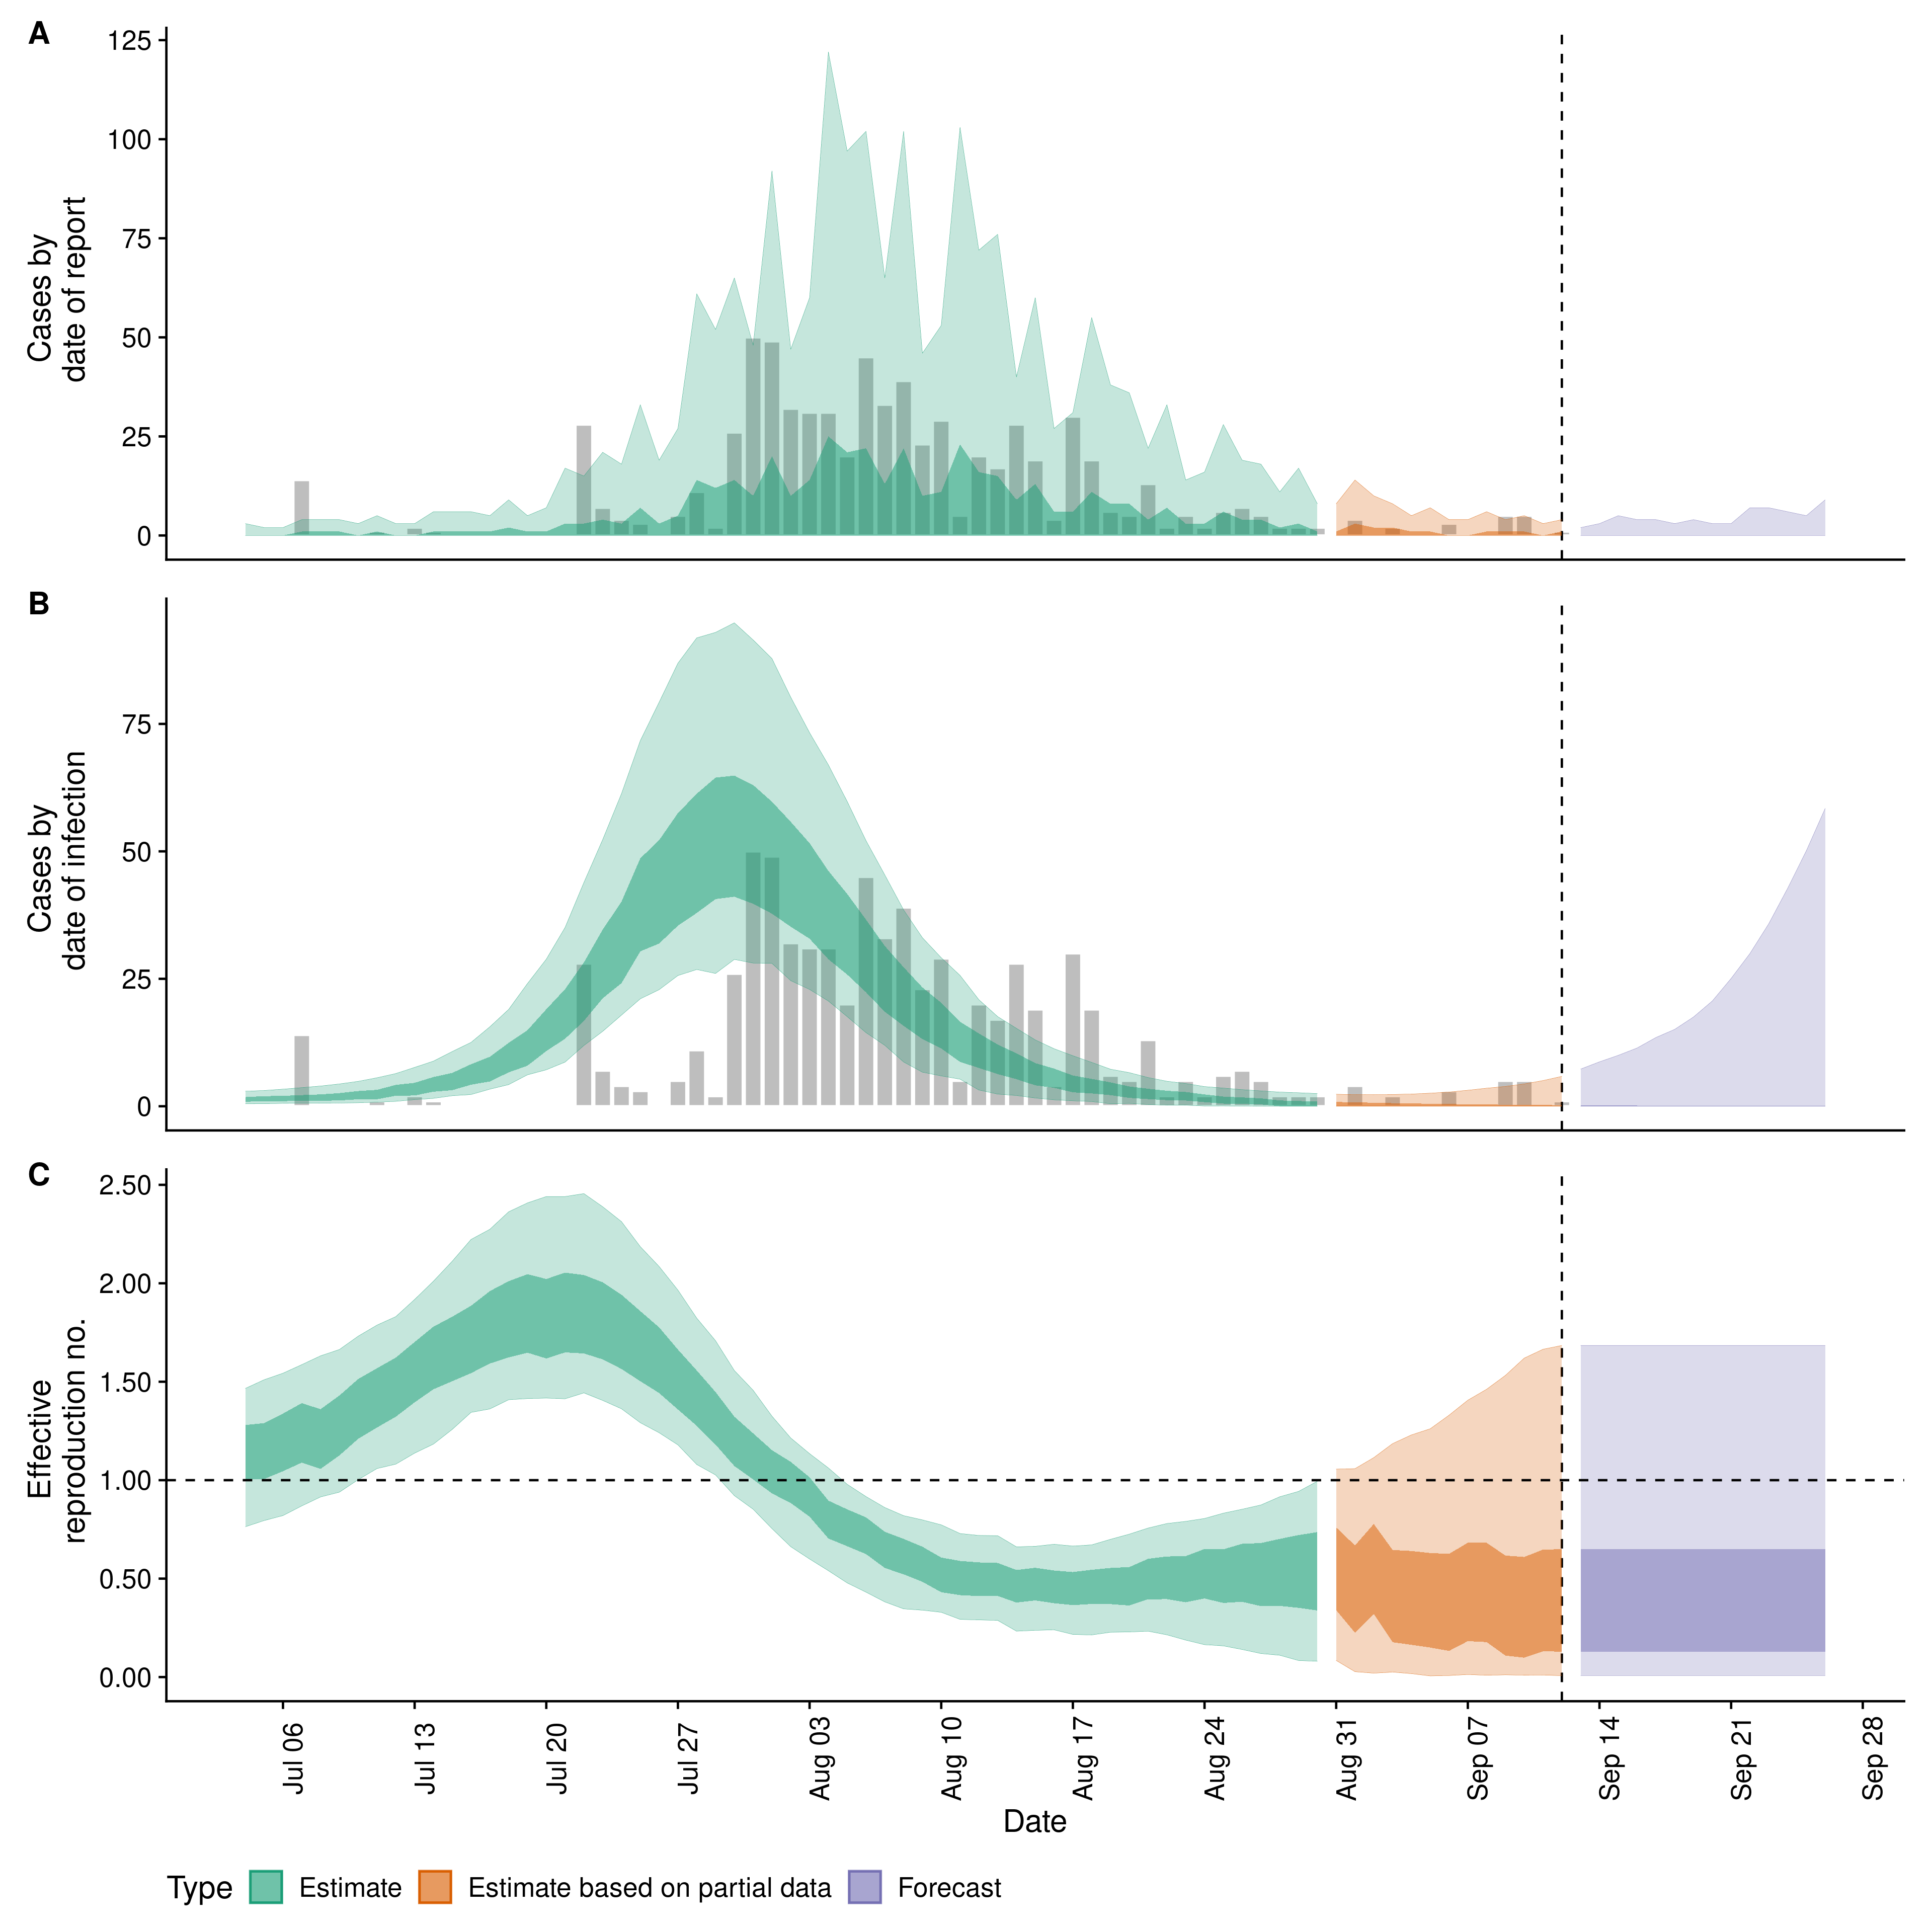 A
125
100
75
50
25
0
Cases by
date of report
B
75
50
25
0
Cases by
date of infection
C
2.50
2.00
1.50
1.00
0.50
0.00
Effective
reproduction no.
Jul 06
Jul 13
Jul 20
Jul 27
Aug 03
Aug 10
Aug 17
Aug 24
Aug 31
Sep 07
Sep 14
Sep 21
Sep 28
Date
Type Estimate Estimate based on partial data Forecast